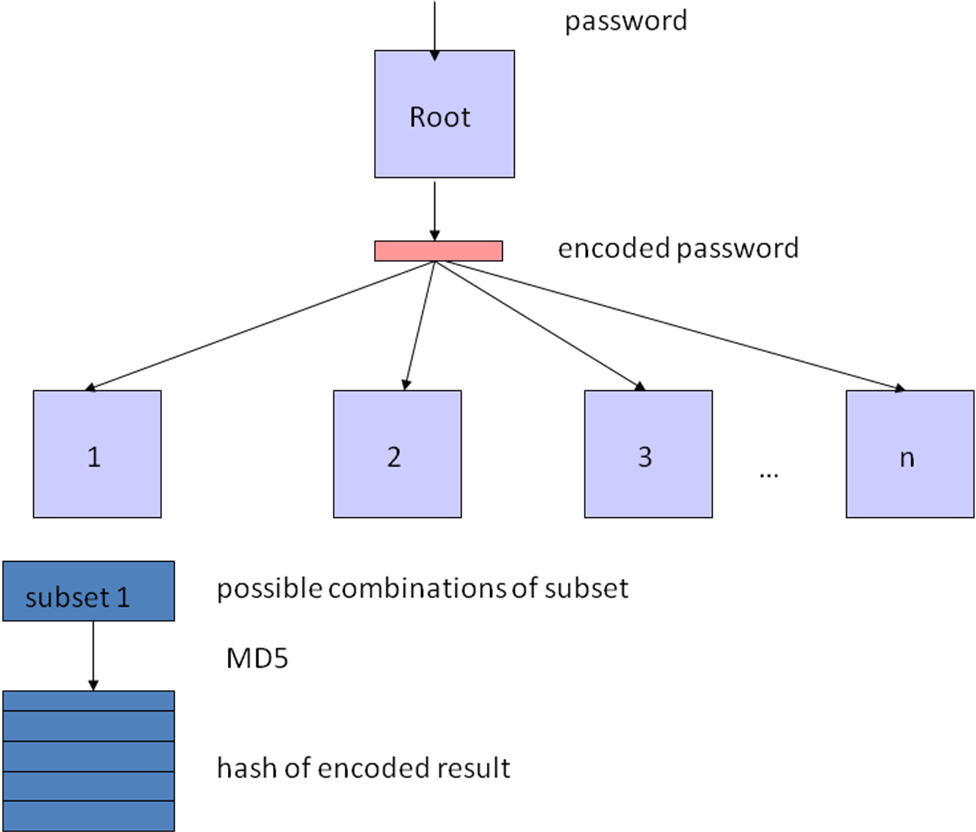 password
Root
encoded password
1
2
3
...
n
subset 1
possible combinations of subset
MD5
hash of encoded result